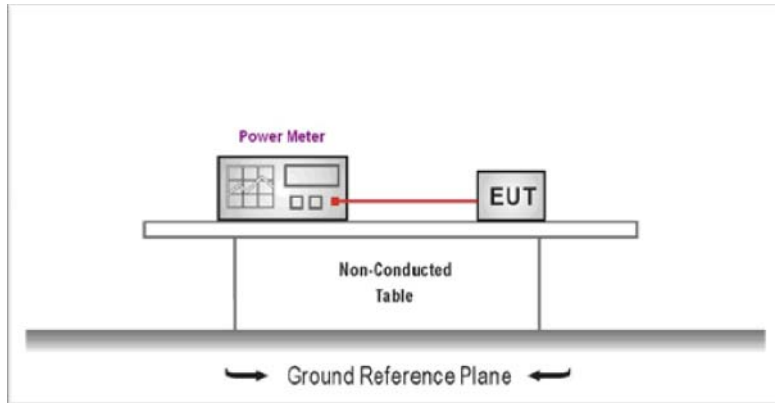 Power Meter
EUT
Non-Conducted
Table
Ground Reference Plane